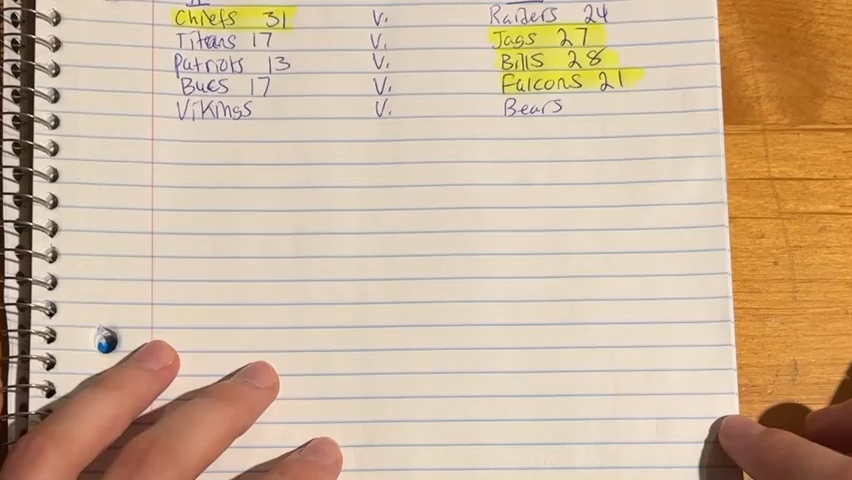 Chiefs 31 V. Raiders 24
Titans 17 V. Jags 27
Patriots 13 V. Bills 28
Bucs 17 V. Falcons 21
Vikings V. Bears